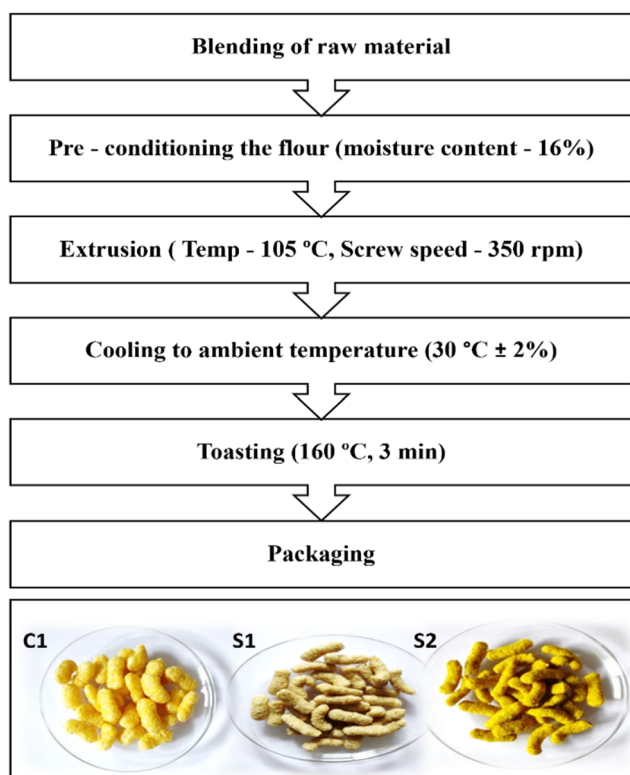 Blending of raw material
Pre - conditioning the flour (moisture content - 16%)
Extrusion ( Temp - 105 ºC, Screw speed - 350 rpm)
Cooling to ambient temperature (30 °C ± 2%)
Toasting (160 ºC, 3 min)
Packaging
C1 S1 S2